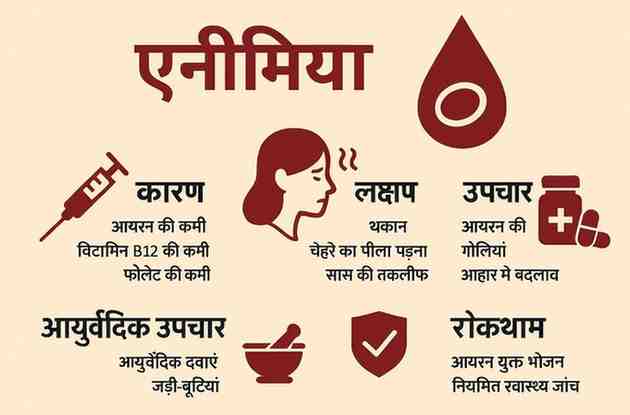 एनीमिया
कारण
आयरन की कमी
विटामिन B12 की कमी
फोलेट की कमी
लक्षप
थकान
चेहरे का पीला पड़ना
सास की तकलीफ
उपचार
आयरन की
गोलियां
आहार मे बदलाव
आयुर्वदिक उपचार
आयुर्वेदिक दवाएं
जड़ी-बूटियां
रोकथाम
आयरन युक्त भोजन
नियमित रवास्थ्य जांच